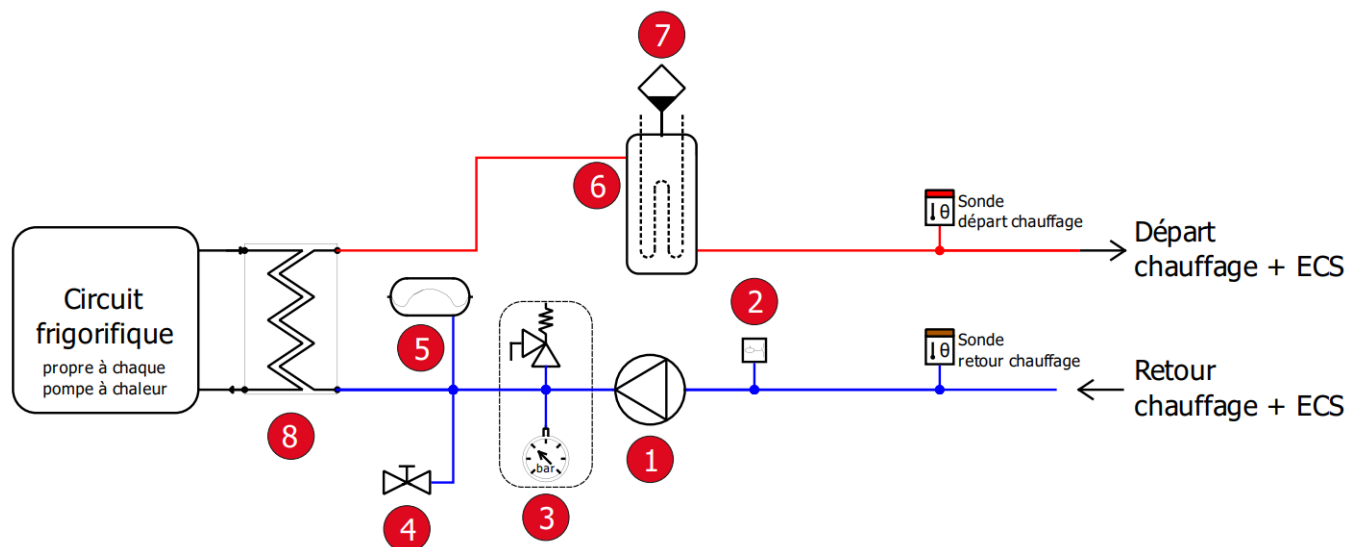 7
6
Sonde
départ chauffage
Départ
chauffage + ECS
Circuit
frigorifique
propre à chaque
pompe à chaleur
5
2
θ
θ
Sonde
retour chauffage
Retour
chauffage + ECS
8
1
bar
4
3